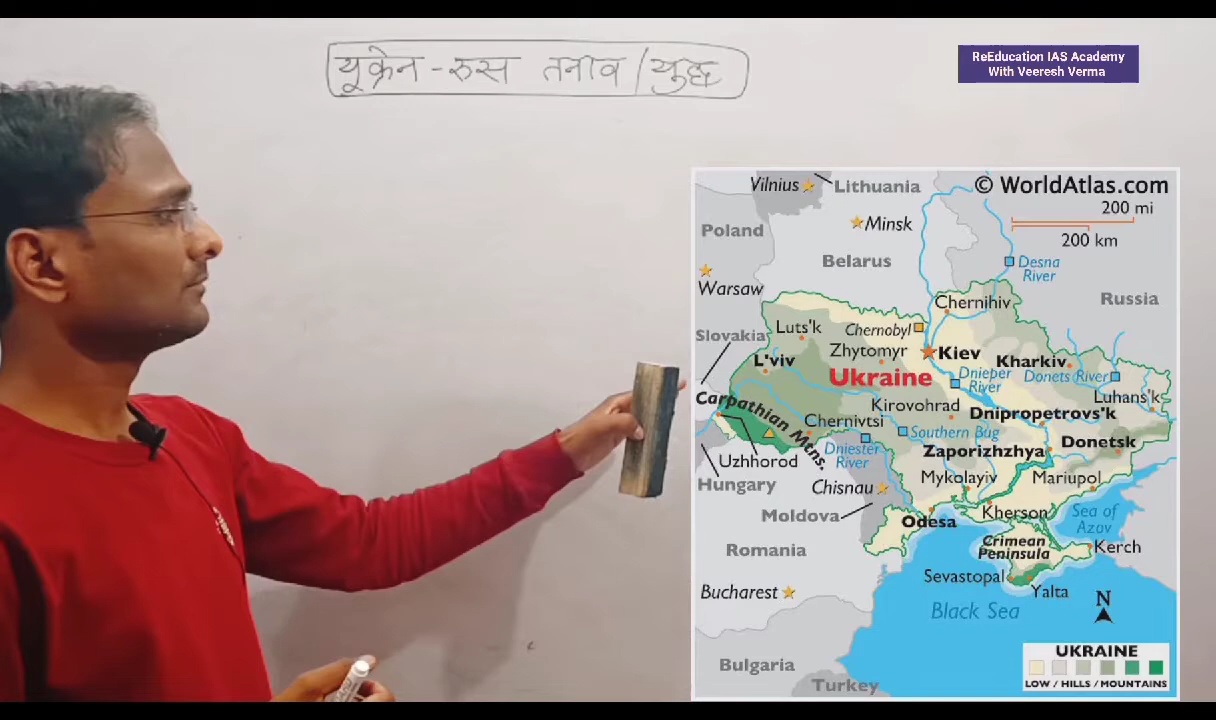 यूक्रेन - रुस तनाव / युद्ध
ReEducation IAS Academy
With Veeresh Verma
© WorldAtlas.com
Vilnius
Lithuania
200 mi
Minsk
200 km
Poland
Belarus
Desna
River
Warsaw
Russia
Chernihiv
Slovakia
Luts'k
Chernobyl
Kiev
Kharkiv
L'viv
Zhytomyr
Ukraine
Dnieper
River
Donets River
Luhans'k
Carpathian Mtns.
Kirovohrad
Dnipropetrovs'k
Chernivtsi
Southern Bug
Donetsk
Uzhhorod
Dniester
River
Zaporizhzhya
Hungary
Chisnau
Mykolayiv
Mariupol
Moldova
Odesa
Kherson
Sea of
Azov
Romania
Crimean
Peninsula
Kerch
Sevastopal
Yalta
Bucharest
Black Sea
N
Bulgaria
UKRAINE
LOW / HILLS / MOUNTAINS
Turkey